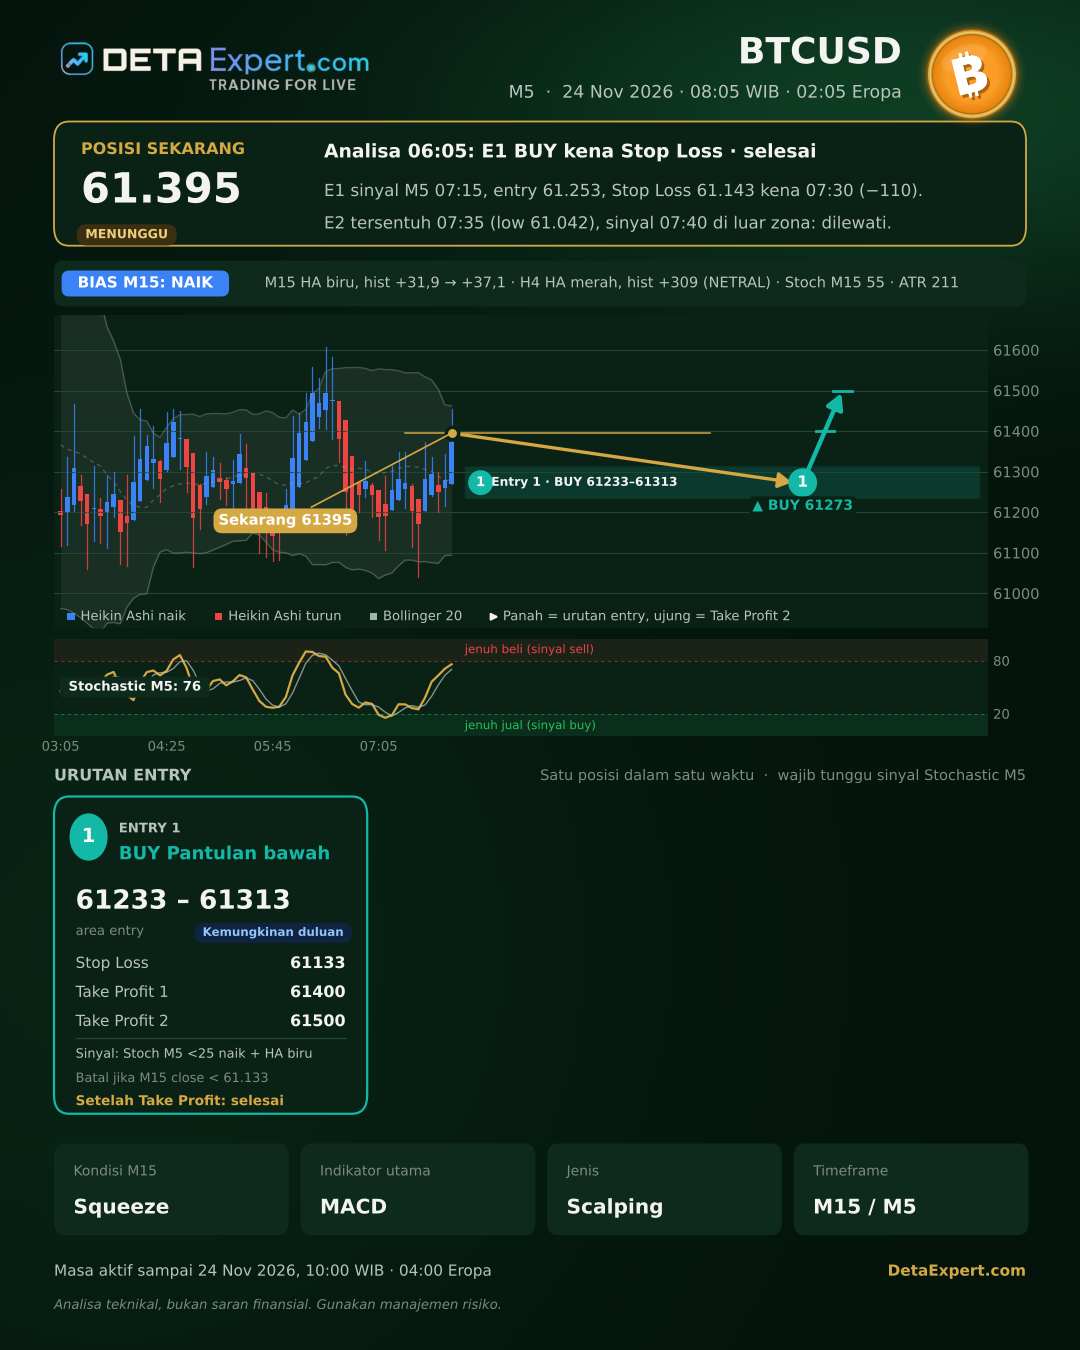 DETA Expert.com
TRADING FOR LIVE
BTCUSD
M5 · 24 Nov 2026 · 08:05 WIB · 02:05 Eropa
POSISI SEKARANG
61.395
MENUNGGU
Analisa 06:05: E1 BUY kena Stop Loss · selesai
E1 sinyal M5 07:15, entry 61.253, Stop Loss 61.143 kena 07:30 (−110).
E2 tersentuh 07:35 (low 61.042), sinyal 07:40 di luar zona: dilewati.
BIAS M15: NAIK
M15 HA biru, hist +31,9 → +37,1 · H4 HA merah, hist +309 (NETRAL) · Stoch M15 55 · ATR 211
61600
61500
61400
61300
61200
61100
61000
1 Entry 1 · BUY 61233-61313
1
▲ BUY 61273
Sekarang 61395
Heikin Ashi naik
Heikin Ashi turun
Bollinger 20
Panah = urutan entry, ujung = Take Profit 2
jenuh beli (sinyal sell)
80
Stochastic M5: 76
20
jenuh jual (sinyal buy)
03:05 04:25 05:45 07:05
URUTAN ENTRY
Satu posisi dalam satu waktu · wajib tunggu sinyal Stochastic M5
1
ENTRY 1
BUY Pantulan bawah
61233 – 61313
area entry
Kemungkinan duluan
Stop Loss 61133
Take Profit 1 61400
Take Profit 2 61500
Sinyal: Stoch M5 <25 naik + HA biru
Batal jika M15 close < 61.133
Setelah Take Profit: selesai
Kondisi M15
Squeeze
Indikator utama
MACD
Jenis
Scalping
Timeframe
M15 / M5
Masa aktif sampai 24 Nov 2026, 10:00 WIB · 04:00 Eropa
DetaExpert.com
Analisa teknikal, bukan saran finansial. Gunakan manajemen risiko.